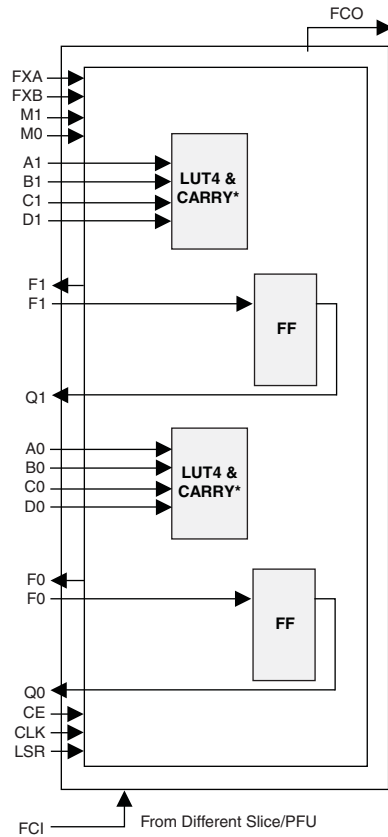 FCO
FXA
FXB
M1
M0
A1
B1
C1
D1
LUT4 &
CARRY*
F1
F1
FF
Q1
A0
B0
C0
D0
LUT4 &
CARRY*
F0
F0
FF
Q0
CE
CLK
LSR
FCI
From Different Slice/PFU